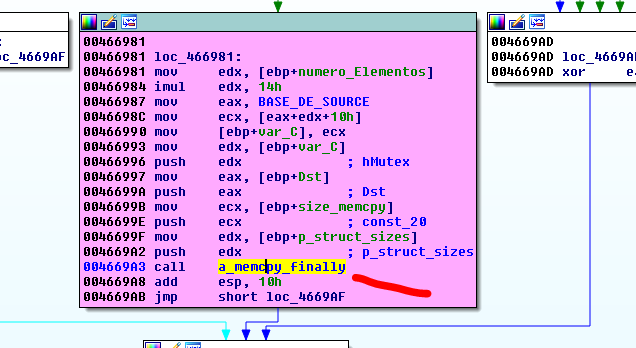 :
oc_4669AF
00466981
00466981 loc_466981:
00466981 mov edx, [ebp+numero_Elementos]
00466984 imul edx, 14h
00466987 mov eax, BASE_DE_SOURCE
0046698C mov ecx, [eax+edx+10h]
00466990 mov [ebp+var_C], ecx
00466993 mov edx, [ebp+var_C]
00466996 push edx ; hMutex
00466997 mov eax, [ebp+Dst]
0046699A push eax ; Dst
0046699B mov ecx, [ebp+size_memcpy]
0046699E push ecx ; const_20
0046699F mov edx, [ebp+p_struct_sizes]
004669A2 push edx ; p_struct_sizes
004669A3 call a_memcpy_finally
004669A8 add esp, 10h
004669AB jmp short loc_4669AF
004669AD
004669AD loc_4669A
004669AD xor e